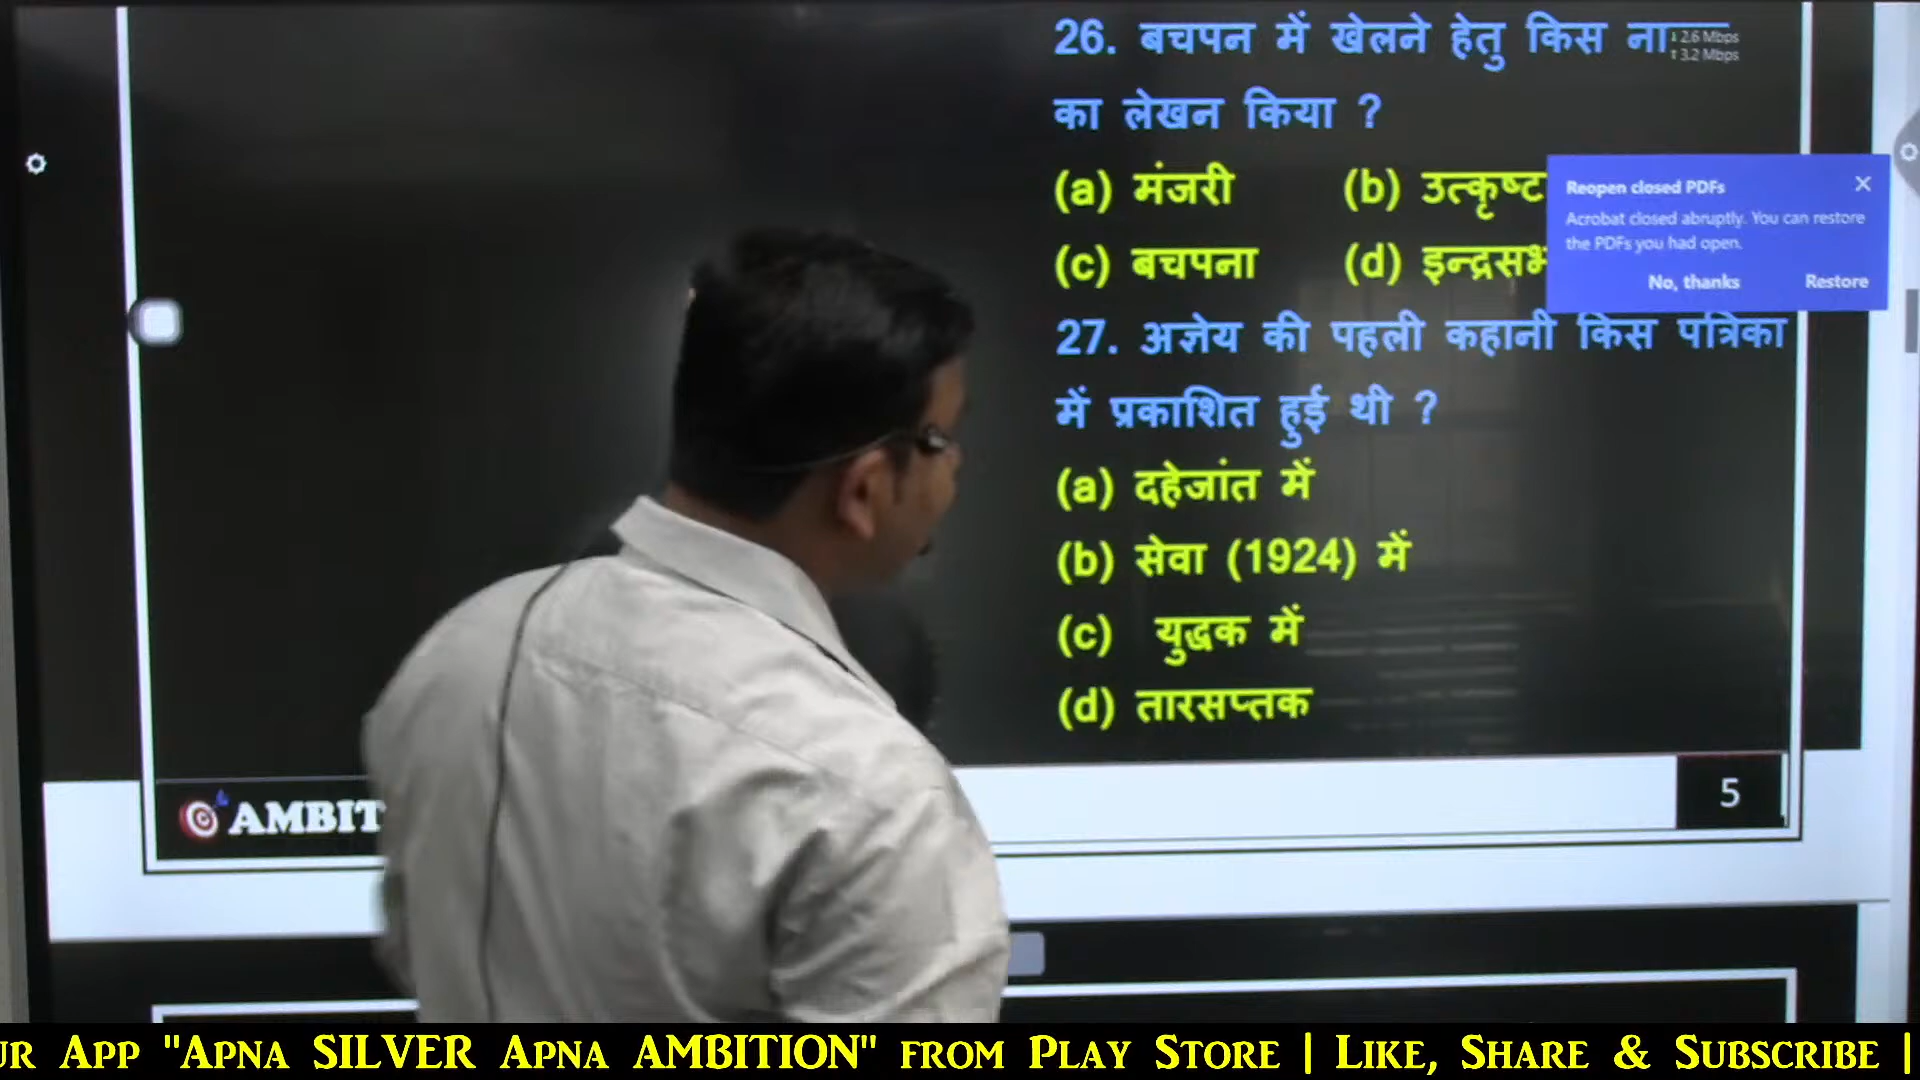 26. बचपन में खेलने हेतु किस
↓ 2.6 Mbps
↑ 3.2 Mbps
का लेखन किया ?
(a) मंजरी (b) उत्कृष्ट
(c) बचपना (d)
Reopen closed PDFs
Acrobat closed abruptly. You can restore
the PDFs you had open.
No, thanks Restore
27. अज्ञेय की पहली कहानी किस पत्रिका
में प्रकाशित हुई थी ?
(a) दहेजांत में
(b) सेवा (1924) में
(c) युद्धक में
(d) तारसप्तक
AMBIT
5
UR APP "APNA SILVER APNA AMBITION" FROM PLAY STORE | LIKE, SHARE & SUBSCRIBE |